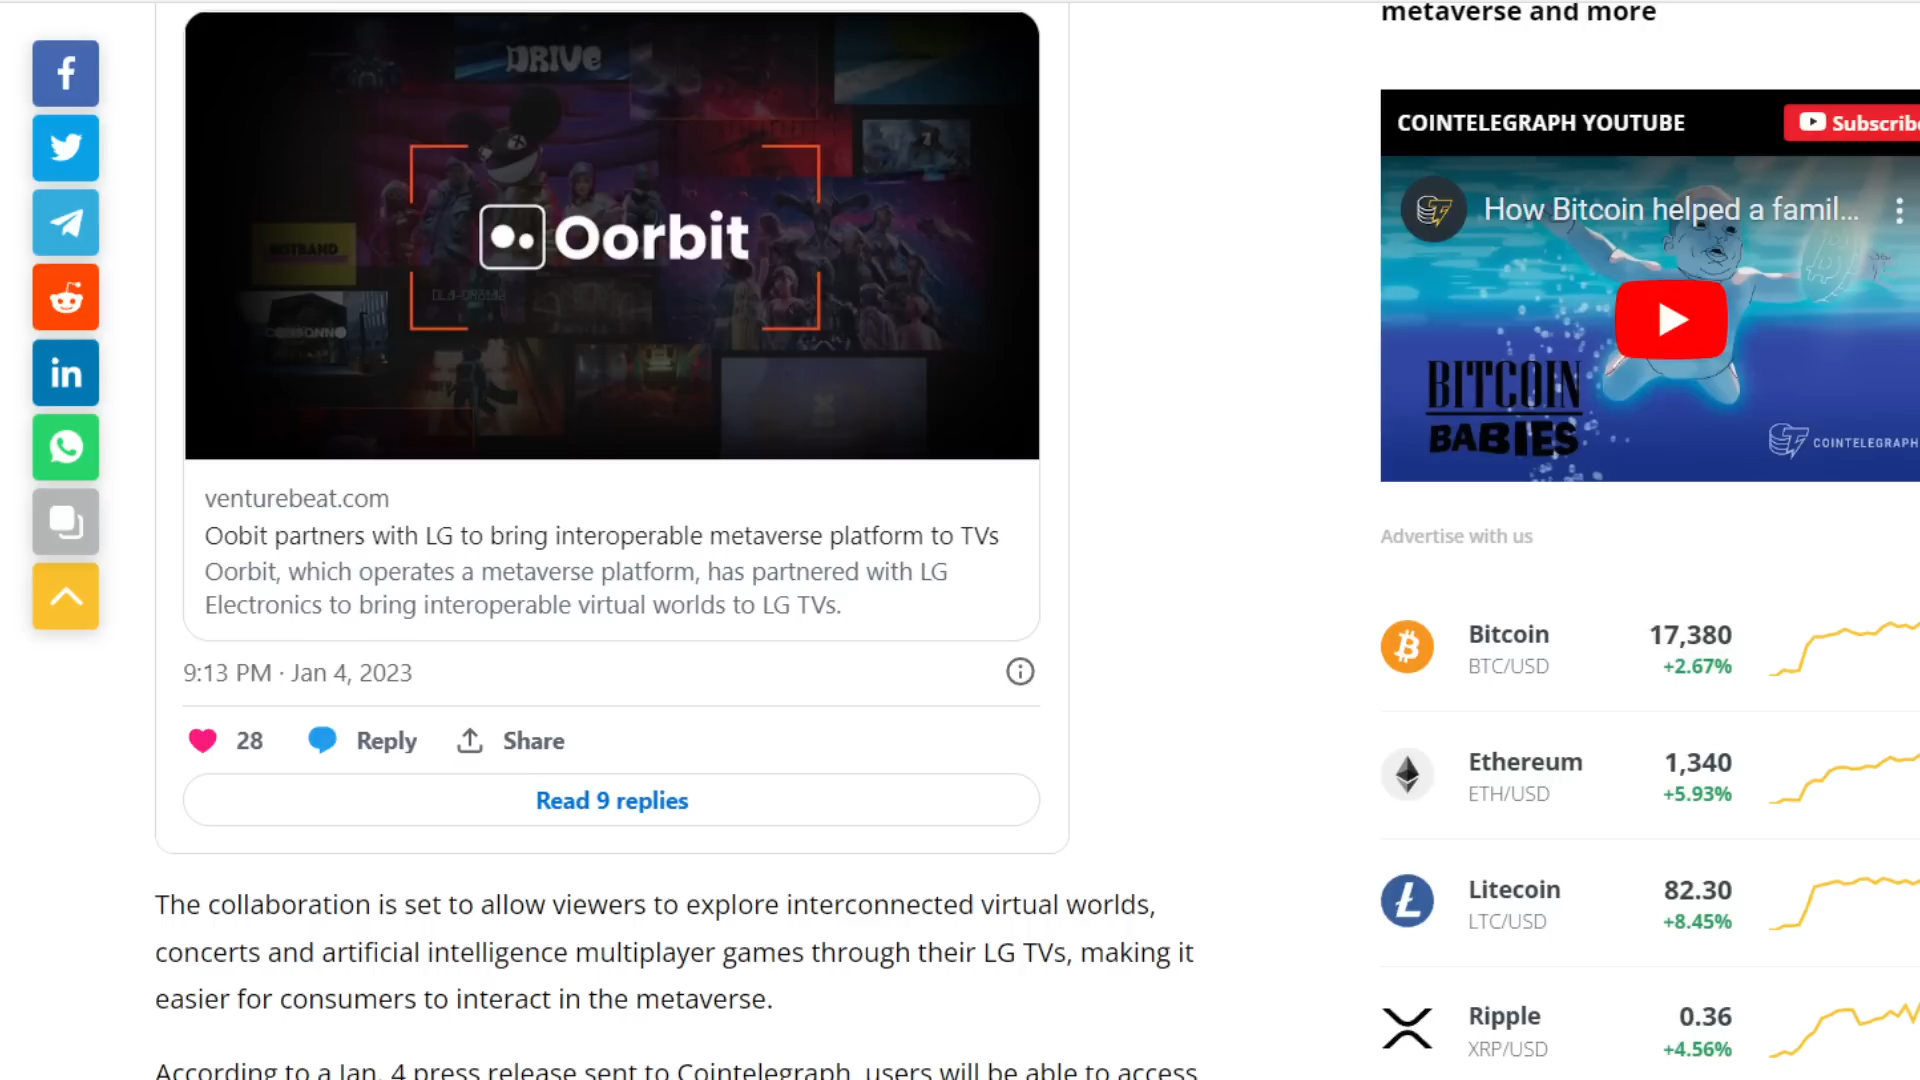 metaverse and more
DRIVE
Oorbit
COINTELEGRAPH YOUTUBE
Subscribe
How Bitcoin helped a famil...
BITCOIN
BABIES
COINTELEGRAPH
venturebeat.com
Oobit partners with LG to bring interoperable metaverse platform to TVs
Oorbit, which operates a metaverse platform, has partnered with LG
Electronics to bring interoperable virtual worlds to LG TVs.
9:13 PM · Jan 4, 2023
28 Reply Share
Read 9 replies
The collaboration is set to allow viewers to explore interconnected virtual worlds,
concerts and artificial intelligence multiplayer games through their LG TVs, making it
easier for consumers to interact in the metaverse.
According to a Jan. 4 press release sent to Cointelegraph, users will be able to access
Advertise with us
Bitcoin 17,380
BTC/USD +2.67%
Ethereum 1,340
ETH/USD +5.93%
Litecoin 82.30
LTC/USD +8.45%
Ripple 0.36
XRP/USD +4.56%